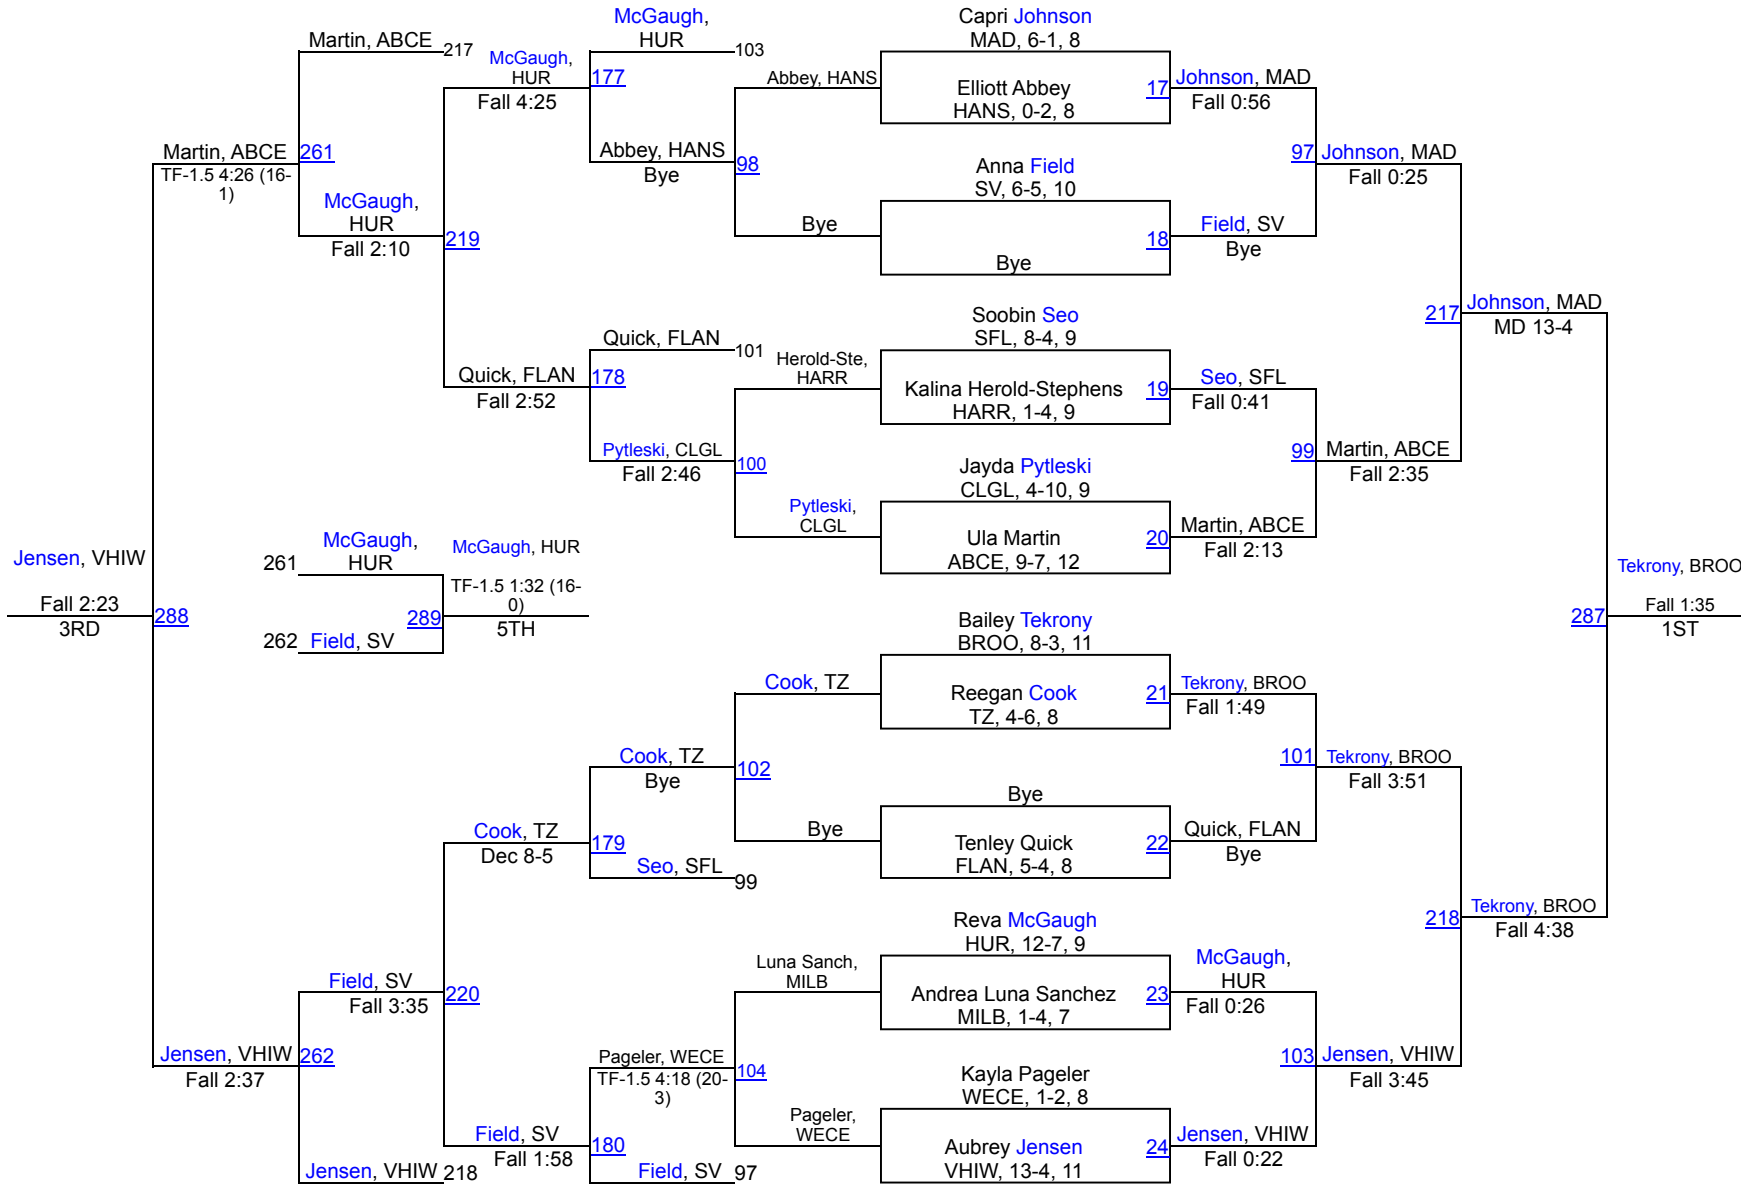 McGaugh,
HUR
103
Martin, ABCE
217
McGaugh,
HUR
177
Fall 4:25
Abbey, HANS
Bye
98
Abbey, HANS
Bye
Martin, ABCE
261
TF-1.5 4:26 (16-
1)
McGaugh,
HUR
219
Fall 2:10
Quick, FLAN
101
Quick, FLAN
178
Fall 2:52
Herold-Ste,
HARR
Pytleski, CLGL
100
Fall 2:46
Pytleski,
CLGL
Capri Johnson
MAD, 6-1, 8
Elliott Abbey
HANS, 0-2, 8
17
Johnson, MAD
Fall 0:56
Anna Field
SV, 6-5, 10
Bye
18
Field, SV
Bye
97
Johnson, MAD
Fall 0:25
Soobin Seo
SFL, 8-4, 9
Kalina Herold-Stephens
HARR, 1-4, 9
19
Seo, SFL
Fall 0:41
Jayda Pytleski
CLGL, 4-10, 9
Ula Martin
ABCE, 9-7, 12
20
Martin, ABCE
Fall 2:13
99
Martin, ABCE
Fall 2:35
217
Johnson, MAD
MD 13-4
Jensen, VHIW
Fall 2:23
3RD
288
261
McGaugh,
HUR
262
Field, SV
289
McGaugh, HUR
TF-1.5 1:32 (16-
0)
5TH
Tekrony, BROO
287
Fall 1:35
1ST
Bailey Tekrony
BROO, 8-3, 11
Reegan Cook
TZ, 4-6, 8
21
Tekrony, BROO
Fall 1:49
Bye
Tenley Quick
FLAN, 5-4, 8
22
Quick, FLAN
Bye
101
Tekrony, BROO
Fall 3:51
Reva McGaugh
HUR, 12-7, 9
Andrea Luna Sanchez
MILB, 1-4, 7
23
McGaugh,
HUR
Fall 0:26
Kayla Pageler
WECE, 1-2, 8
Aubrey Jensen
VHIW, 13-4, 11
24
Jensen, VHIW
Fall 0:22
103
Jensen, VHIW
Fall 3:45
218
Tekrony, BROO
Fall 4:38
Cook, TZ
Cook, TZ
Bye
102
Bye
Cook, TZ
Dec 8-5
179
Seo, SFL
99
Field, SV
Fall 3:35
220
Luna Sanch,
MILB
Pageler, WECE
TF-1.5 4:18 (20-
3)
104
Pageler,
WECE
Jensen, VHIW
Fall 2:37
262
Field, SV
Fall 1:58
180
Field, SV
97
Jensen, VHIW
218